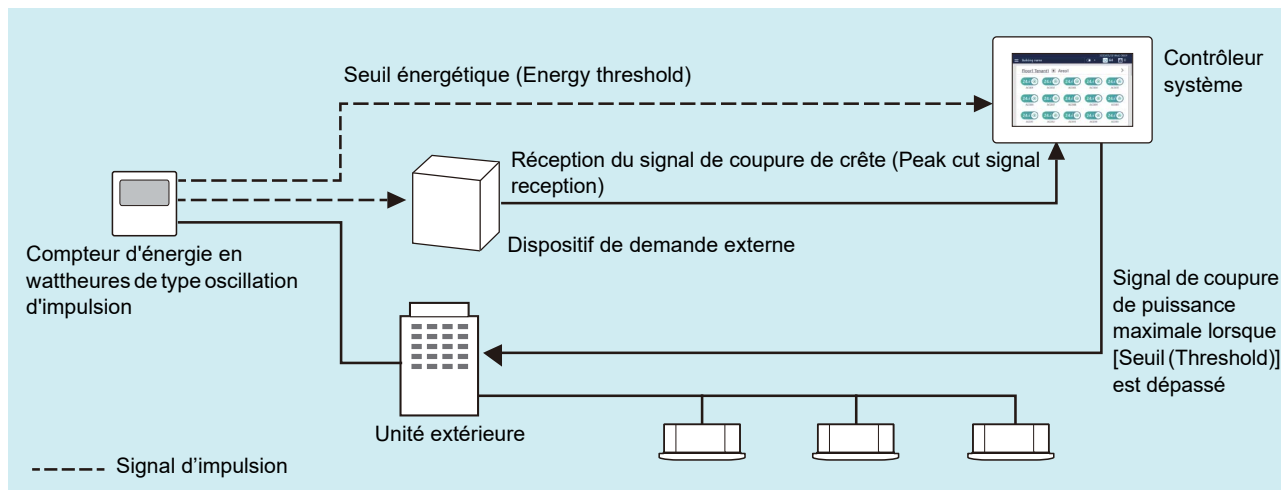 Seuil énergétique (Energy threshold)
Contrôleur
système
Réception du signal de coupure de crête (Peak cut signal
reception)
Dispositif de demande externe
Compteur d'énergie en
wattheures de type oscillation
d'impulsion
Signal de coupure
de puissance
maximale lorsque
[Seuil (Threshold)]
est dépassé
Unité extérieure
Signal d’impulsion